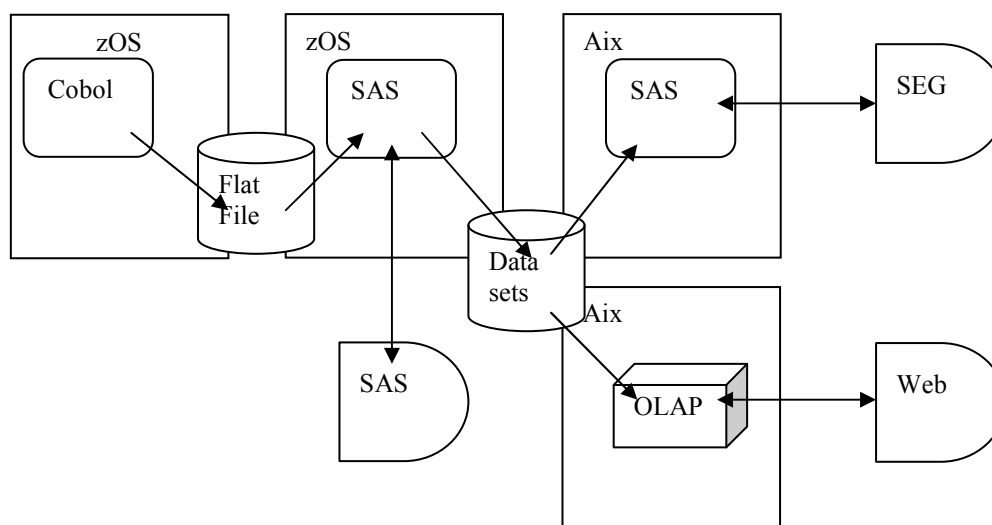 zOS
Cobol
Flat
File
zOS
SAS
Data
sets
Aix
SAS
SEG
SAS
Aix
OLAP
Web